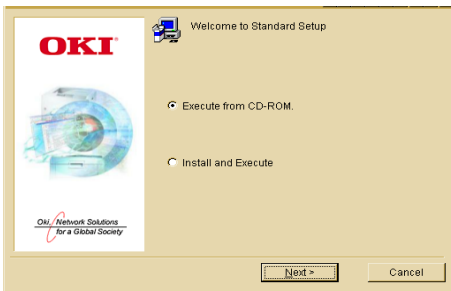 OKI
Welcome to Standard Setup
Execute from CD-ROM.
Install and Execute
Oki, Network Solutions
for a Global Society
Next >
Cancel